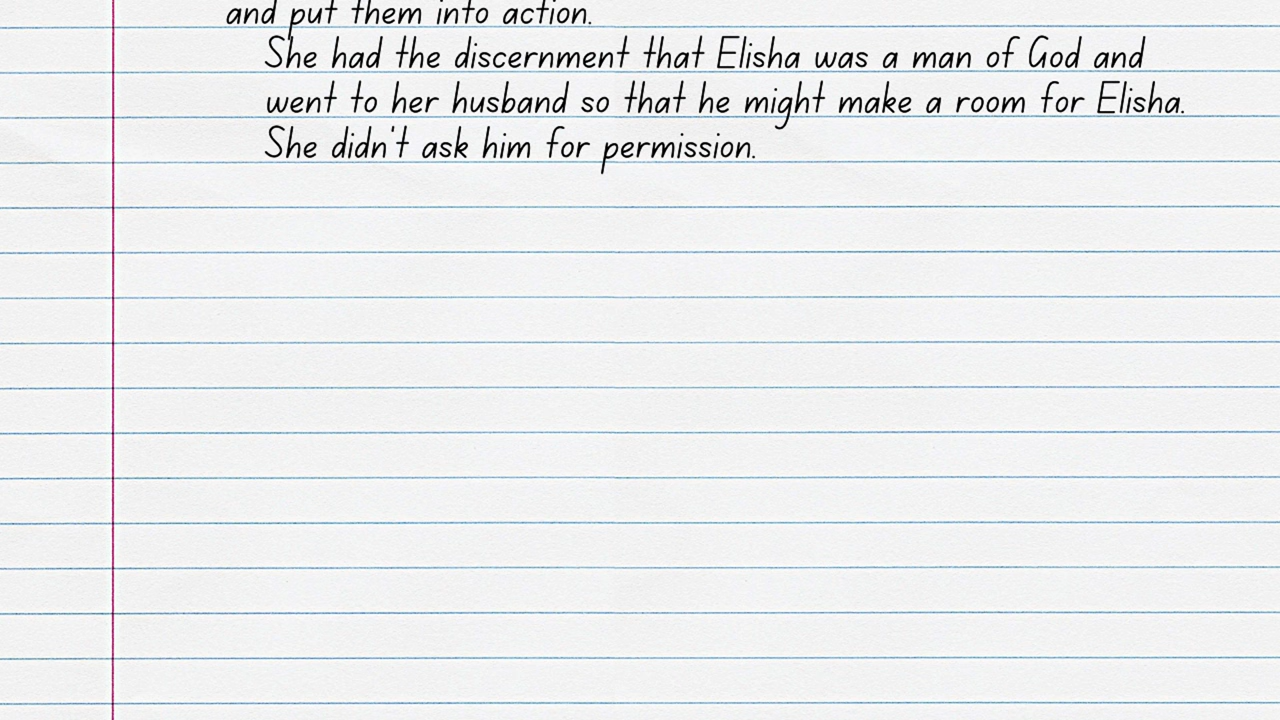 and put them into action.
She had the discernment that Elisha was a man of God and
went to her husband so that he might make a room for Elisha.
She didn't ask him for permission.